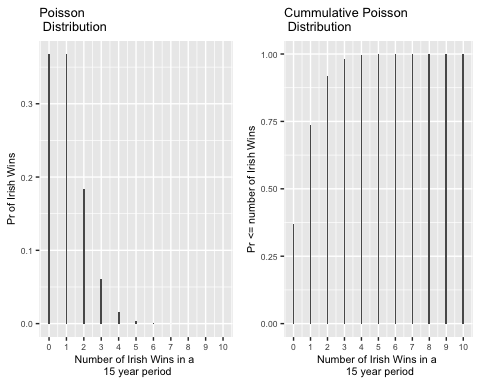 Poisson
Distribution
Pr of Irish Wins
0.3
0.2
0.1
0.0
0 1 2 3 4 5 6 7 8 9 10
Number of Irish Wins in a
15 year period
Cummulative Poisson
Distribution
Pr <= number of Irish Wins
1.00
0.75
0.50
0.25
0.00
0 1 2 3 4 5 6 7 8 9 10
Number of Irish Wins in a
15 year period